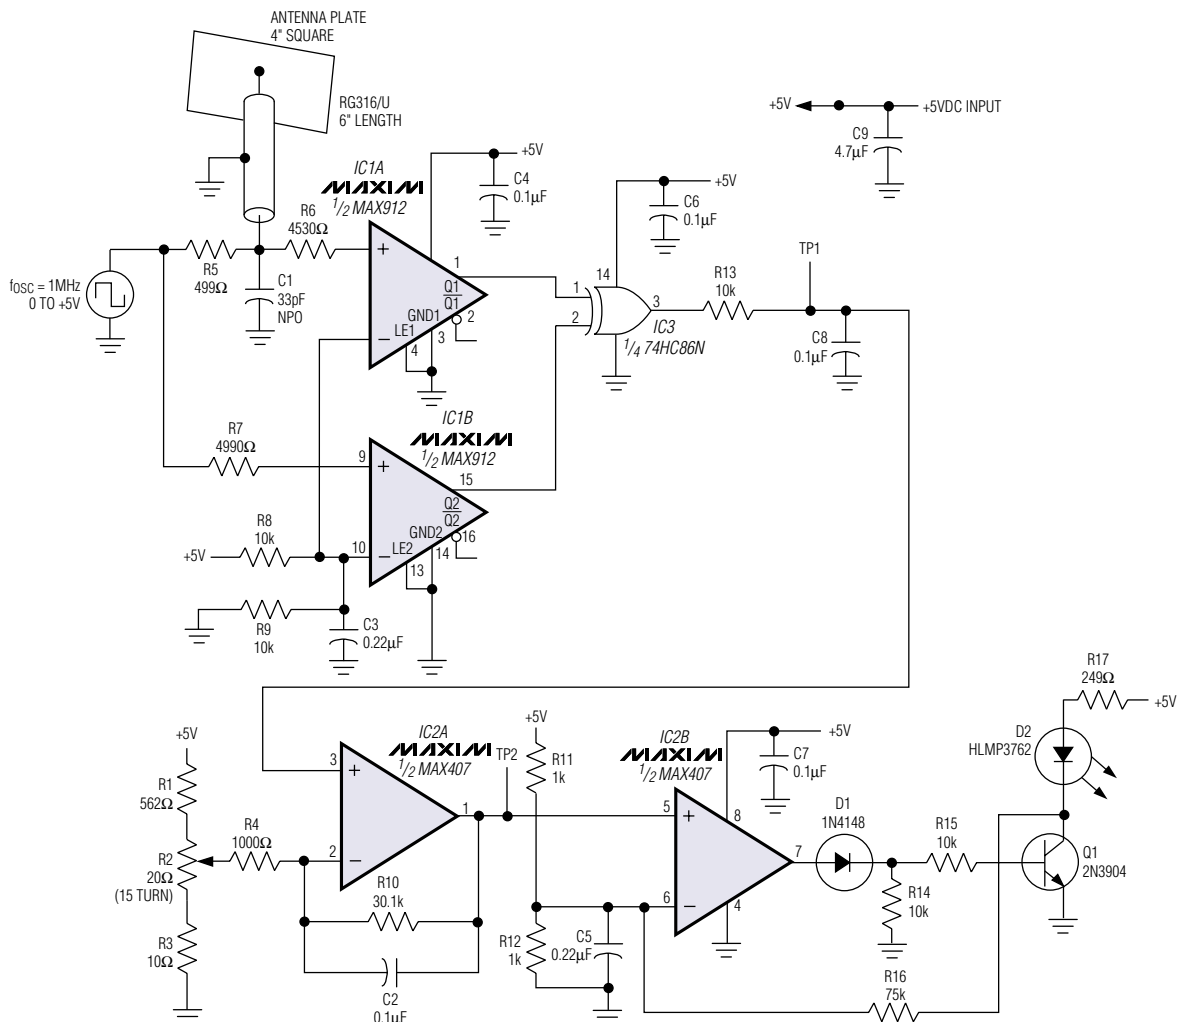 ANTENNA PLATE
4" SQUARE
RG316/U
6" LENGTH
+5V
+5VDC INPUT
C9
4.7µF
IC1A
MAXIM
1/2 MAX912
+5V
C4
0.1µF
+5V
C6
0.1µF
R6
4530Ω
R5
499Ω
C1
33pF
NPO
fOSC = 1MHz
0 TO +5V
+
−
1
Q1
Q1
2
GND1
LE1
4
3
14
1
2
3
IC3
1/4 74HC86N
R13
10k
TP1
C8
0.1µF
IC1B
MAXIM
1/2 MAX912
R7
4990Ω
9
+
15
Q2
Q2
16
GND2
LE2
14
13
10
−
R8
10k
+5V
R9
10k
C3
0.22µF
R17
249Ω
+5V
D2
HLMP3762
+5V
R1
562Ω
R2
20Ω
(15 TURN)
R3
10Ω
R4
1000Ω
3
+
2
−
1
IC2A
MAXIM
1/2 MAX407
TP2
R10
30.1k
C2
0.1µF
+5V
R11
1k
R12
1k
C5
0.22µF
IC2B
MAXIM
1/2 MAX407
+5V
C7
0.1µF
5
+
6
−
8
4
7
D1
1N4148
R15
10k
R14
10k
Q1
2N3904
R16
75k